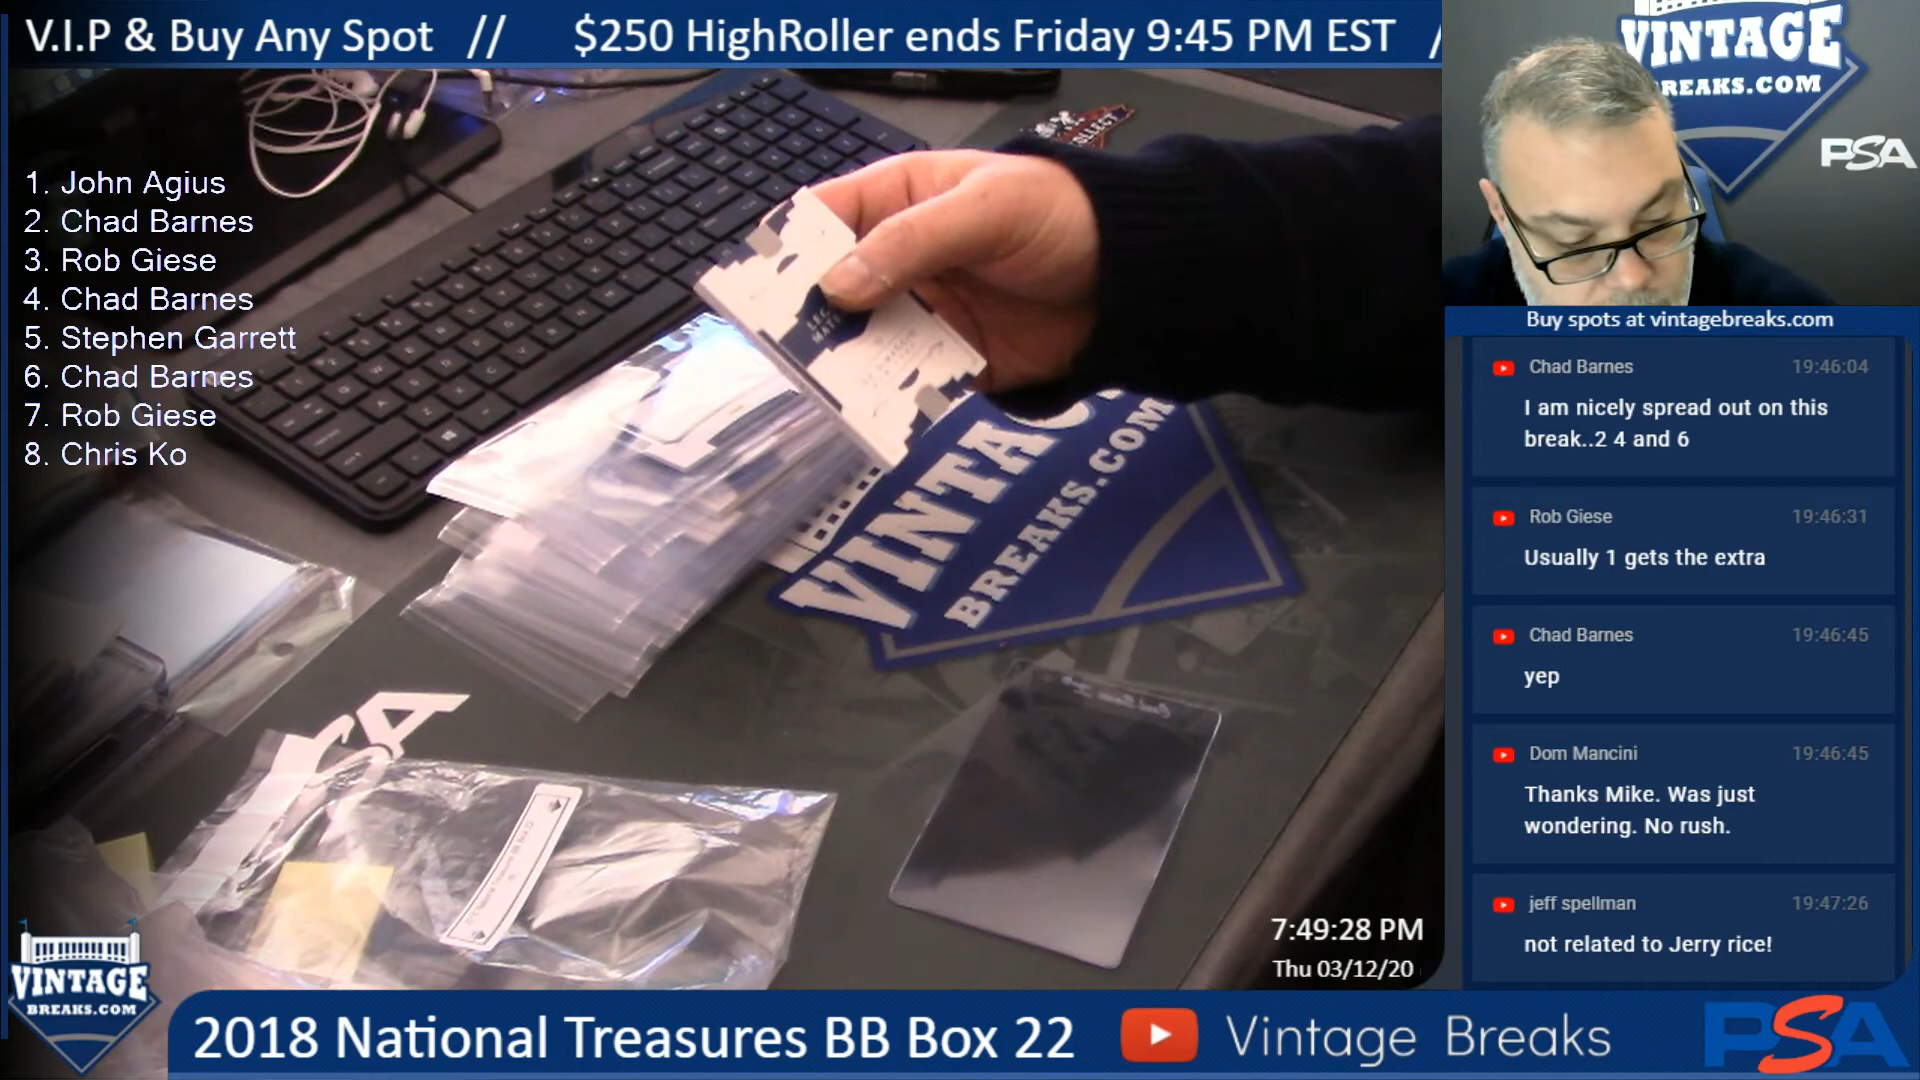 V.I.P & Buy Any Spot // $250 HighRoller ends Friday 9:45 PM EST /
VINTAGE
BREAKS.COM
PSA
1. John Agius
2. Chad Barnes
3. Rob Giese
4. Chad Barnes
5. Stephen Garrett
6. Chad Barnes
7. Rob Giese
8. Chris Ko
Buy spots at vintagebreaks.com
Chad Barnes 19:46:04
I am nicely spread out on this
break..2 4 and 6
Rob Giese 19:46:31
Usually 1 gets the extra
Chad Barnes 19:46:45
yep
Dom Mancini 19:46:45
Thanks Mike. Was just
wondering. No rush.
jeff spellman 19:47:26
not related to Jerry rice!
BREAKS.COM
7:49:28 PM
Thu 03/12/20
VINTAGE
BREAKS.COM
2018 National Treasures BB Box 22
Vintage Breaks
PSA